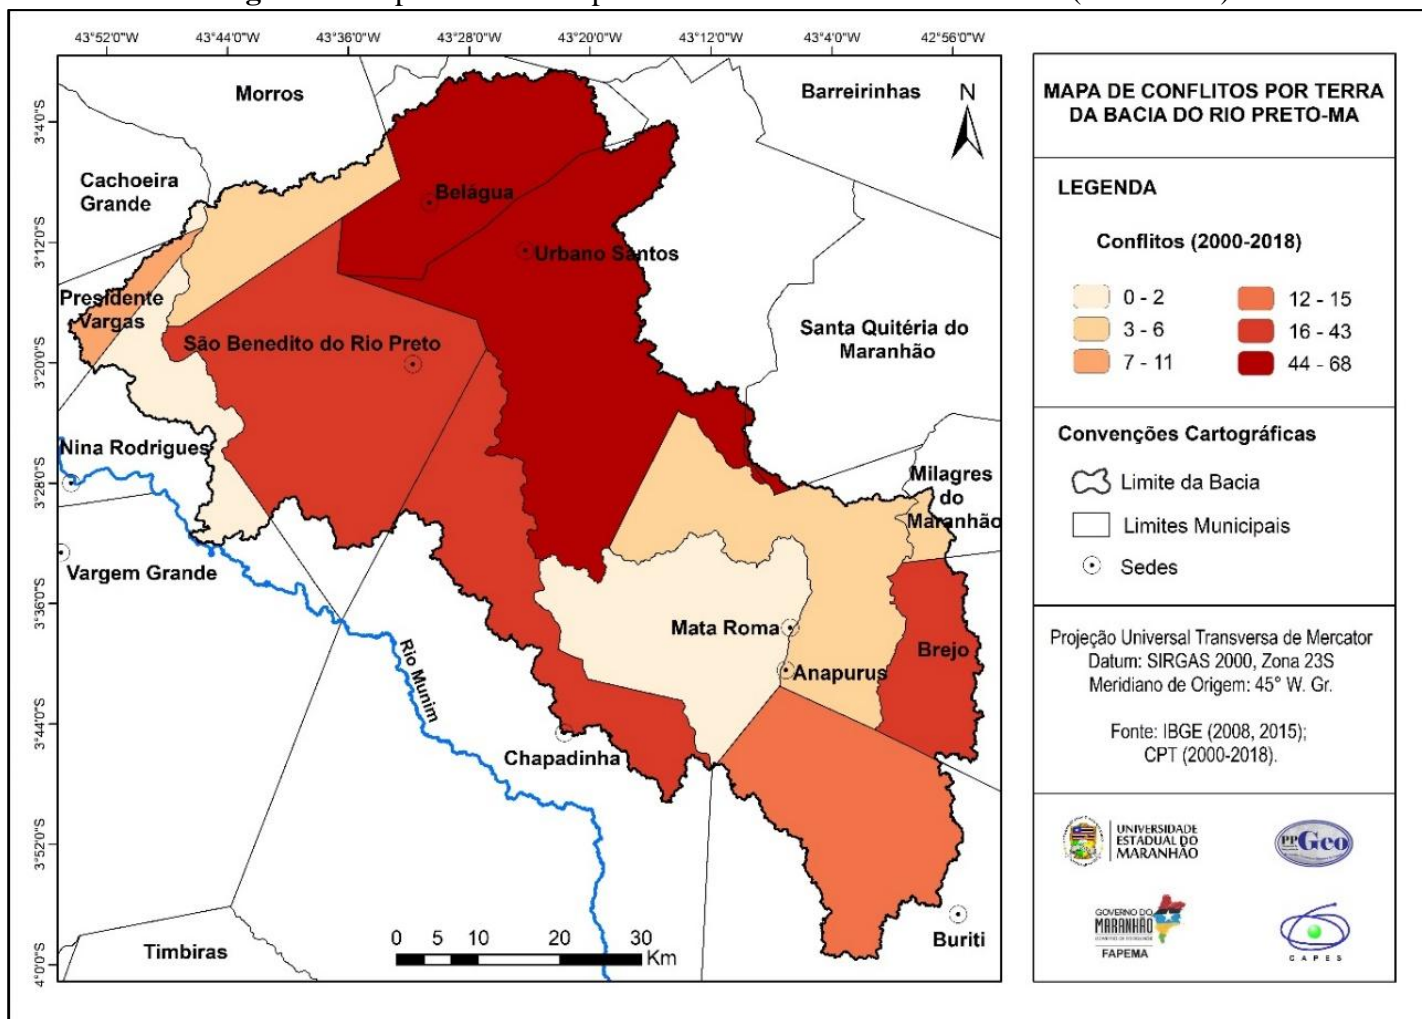 43°52'0"W 43°44'0"W 43°36'0"W 43°28'0"W 43°20'0"W 43°12'0"W 43°4'0"W 42°56'0"W
3°4'0"S
3°12'0"S
3°20'0"S
3°28'0"S
3°36'0"S
3°44'0"S
3°52'0"S
4°0'0"S
Morros
Barreirinhas
N
Cachoeira
Grande
Belágua
Urbano Santos
Presidente
Vargas
São Benedito do Rio Preto
Santa Quitéria do
Maranhão
Nina Rodrigues
Milagres
do
Maranhão
Vargem Grande
Mata Roma
Brejo
Anapurus
Rio Munim
Chapadinha
Timbiras
Buriti
0 5 10 20 30
Km
MAPA DE CONFLITOS POR TERRA
DA BACIA DO RIO PRETO-MA
LEGENDA
Conflitos (2000-2018)
0 - 2
3 - 6
7 - 11
12 - 15
16 - 43
44 - 68
Convenções Cartográficas
Limite da Bacia
Limites Municipais
Sedes
Projeção Universal Transversa de Mercator
Datum: SIRGAS 2000, Zona 23S
Meridiano de Origem: 45° W. Gr.
Fonte: IBGE (2008, 2015);
CPT (2000-2018).
UNIVERSIDADE
ESTADUAL DO
MARANHÃO
PPGeo
GOVERNO DO
MARANHÃO
FAPEMA
CAPES